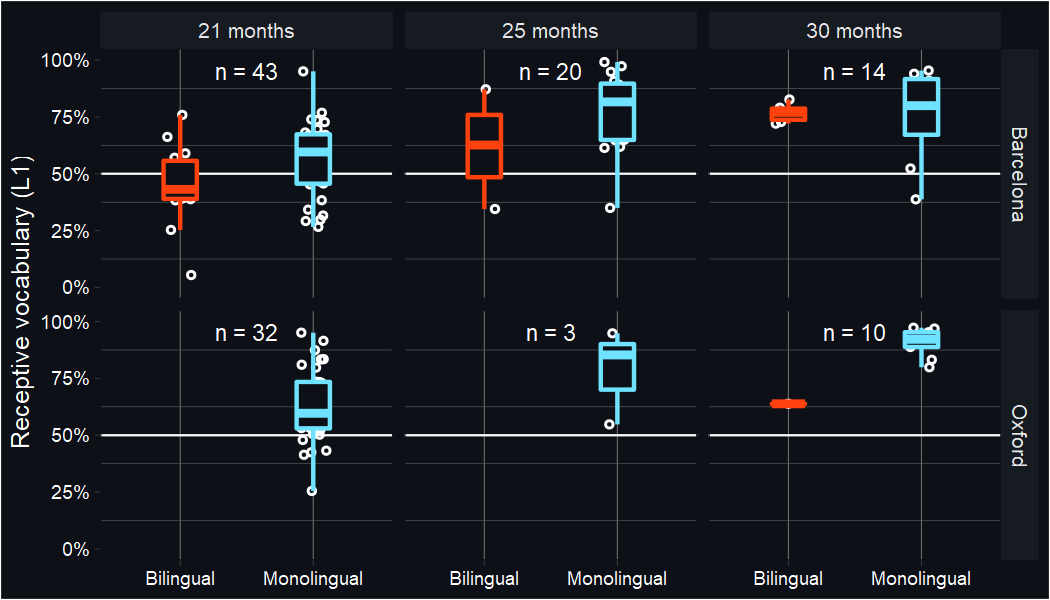 21 months
25 months
30 months
Receptive vocabulary (L1)
100%
75%
50%
25%
0%
n = 43
n = 20
n = 14
Barcelona
100%
75%
50%
25%
0%
n = 32
n = 3
n = 10
Oxford
Bilingual
Monolingual
Bilingual
Monolingual
Bilingual
Monolingual